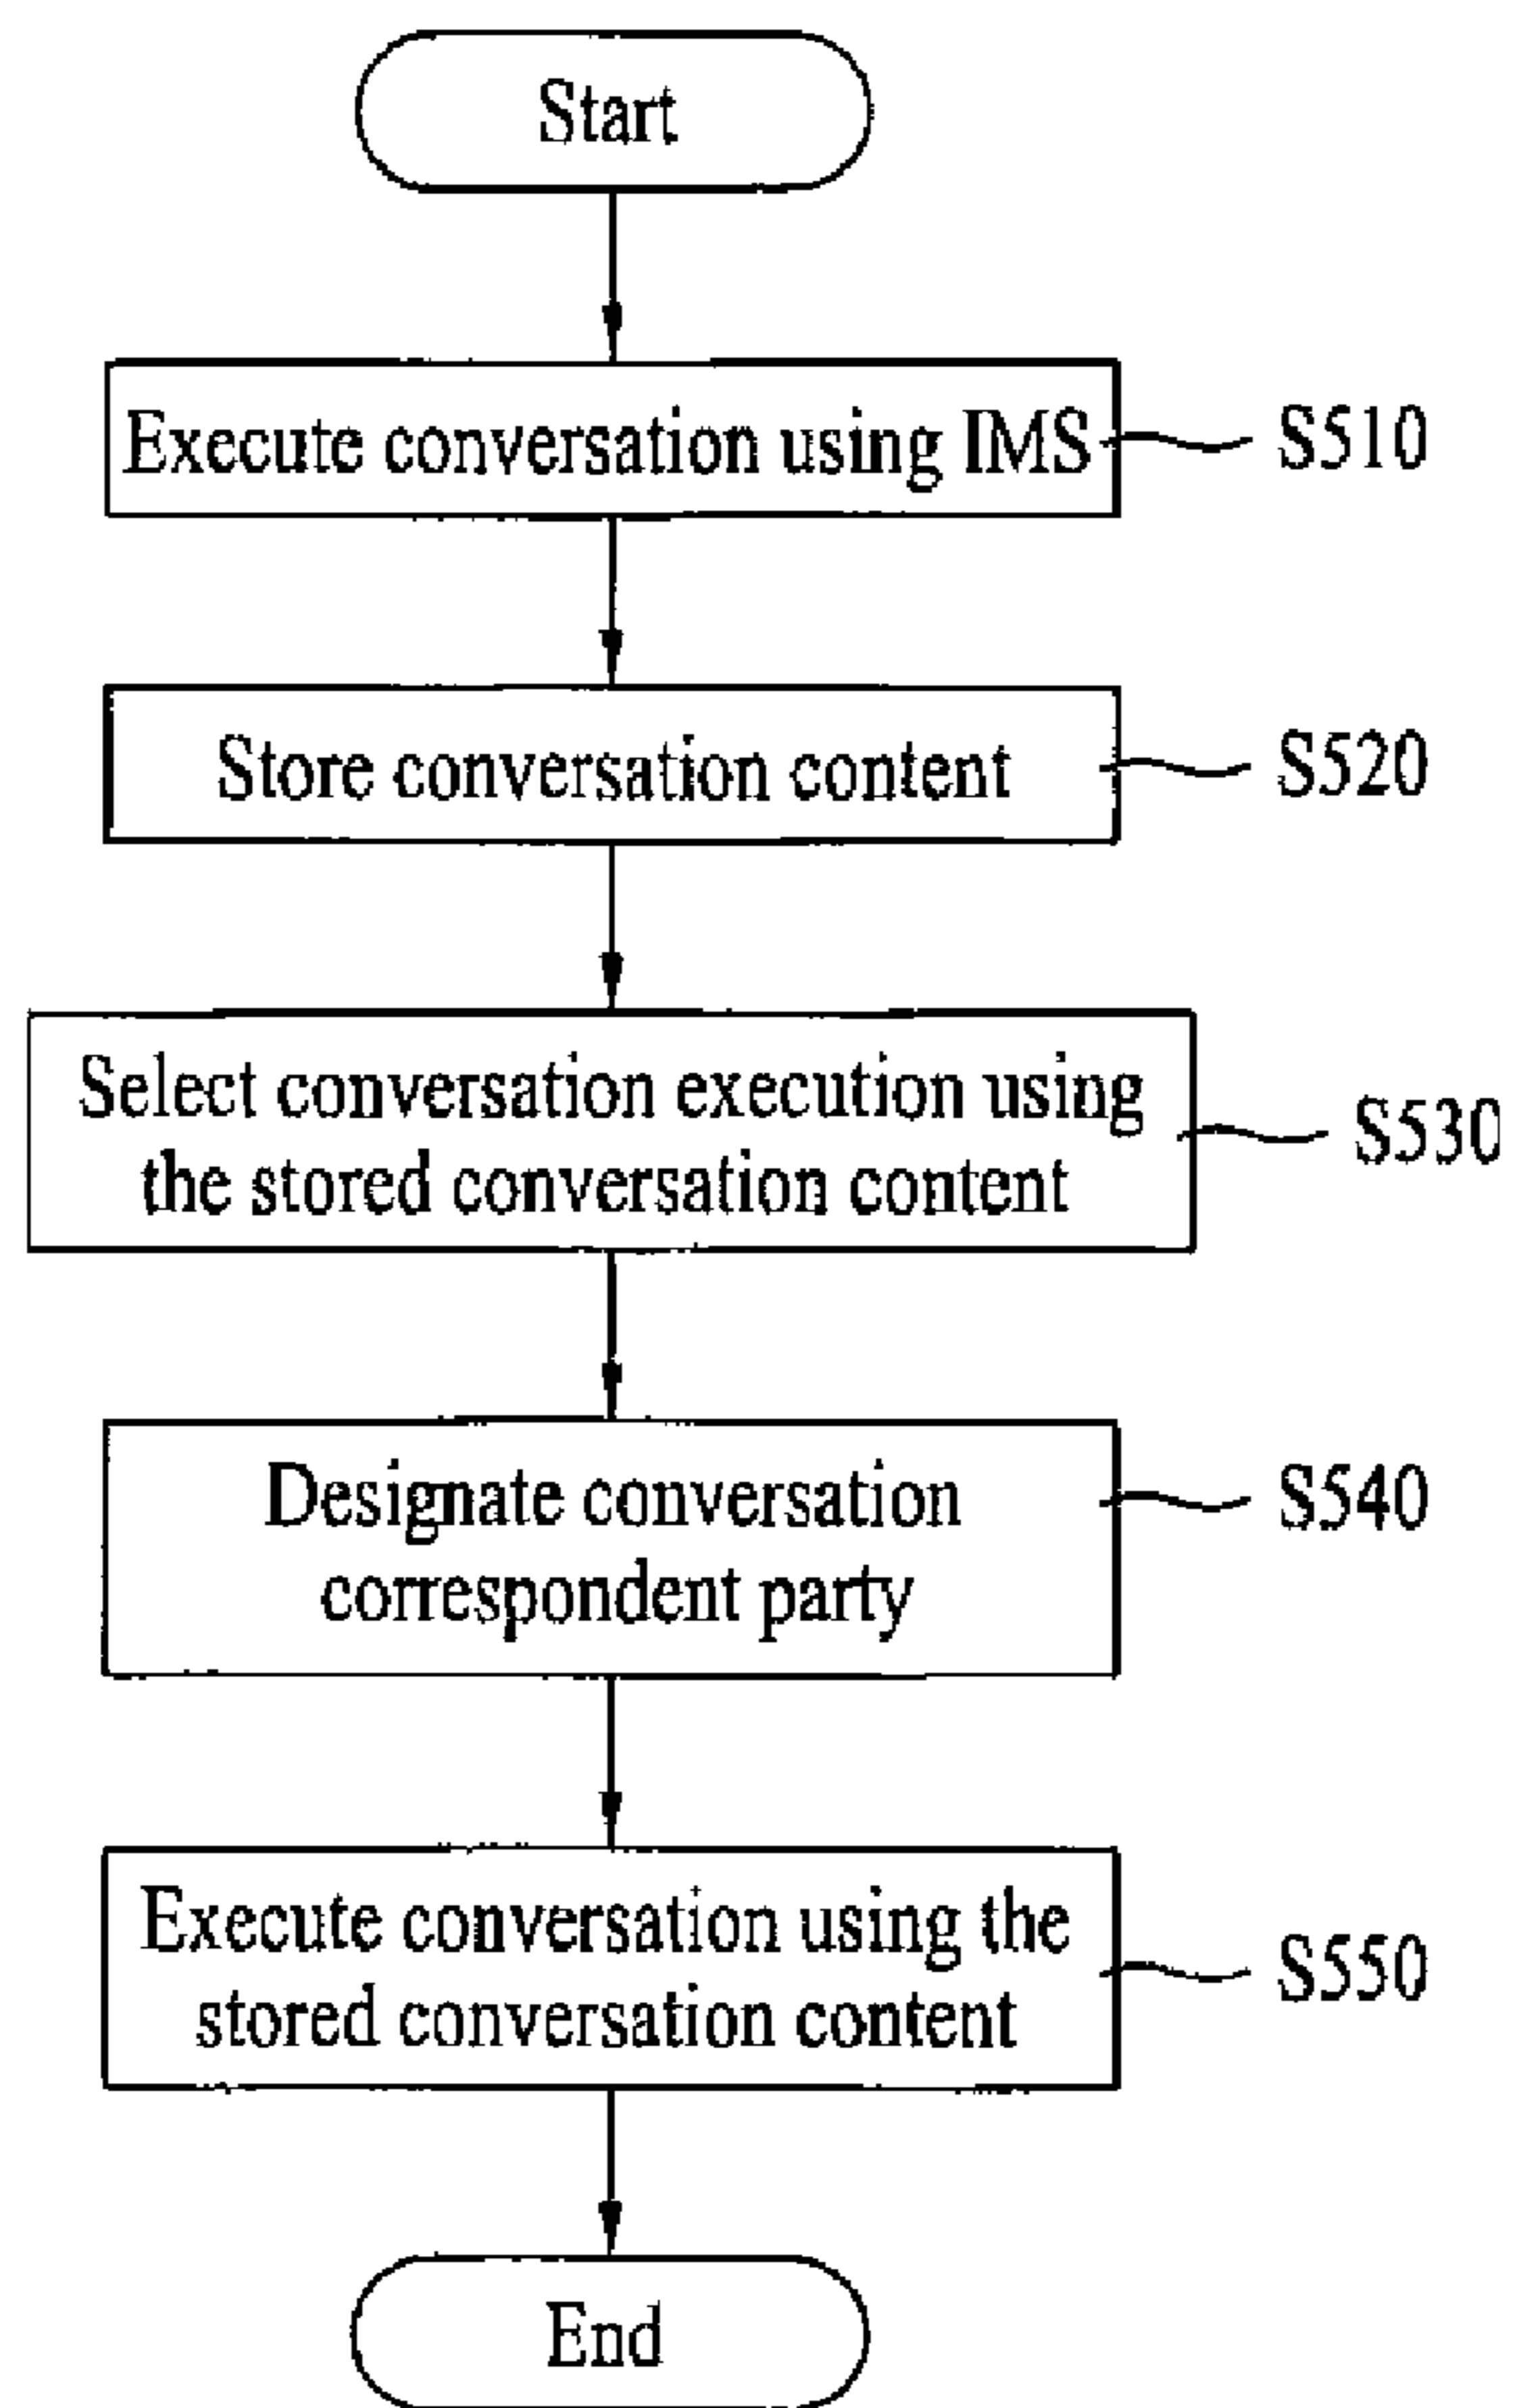 Start
Execute conversation using IMS
S510
Store conversation content
S520
Select conversation execution using
the stored conversation content
S530
Designate conversation
correspondent party
S540
Execute conversation using the
stored conversation content
S550
End